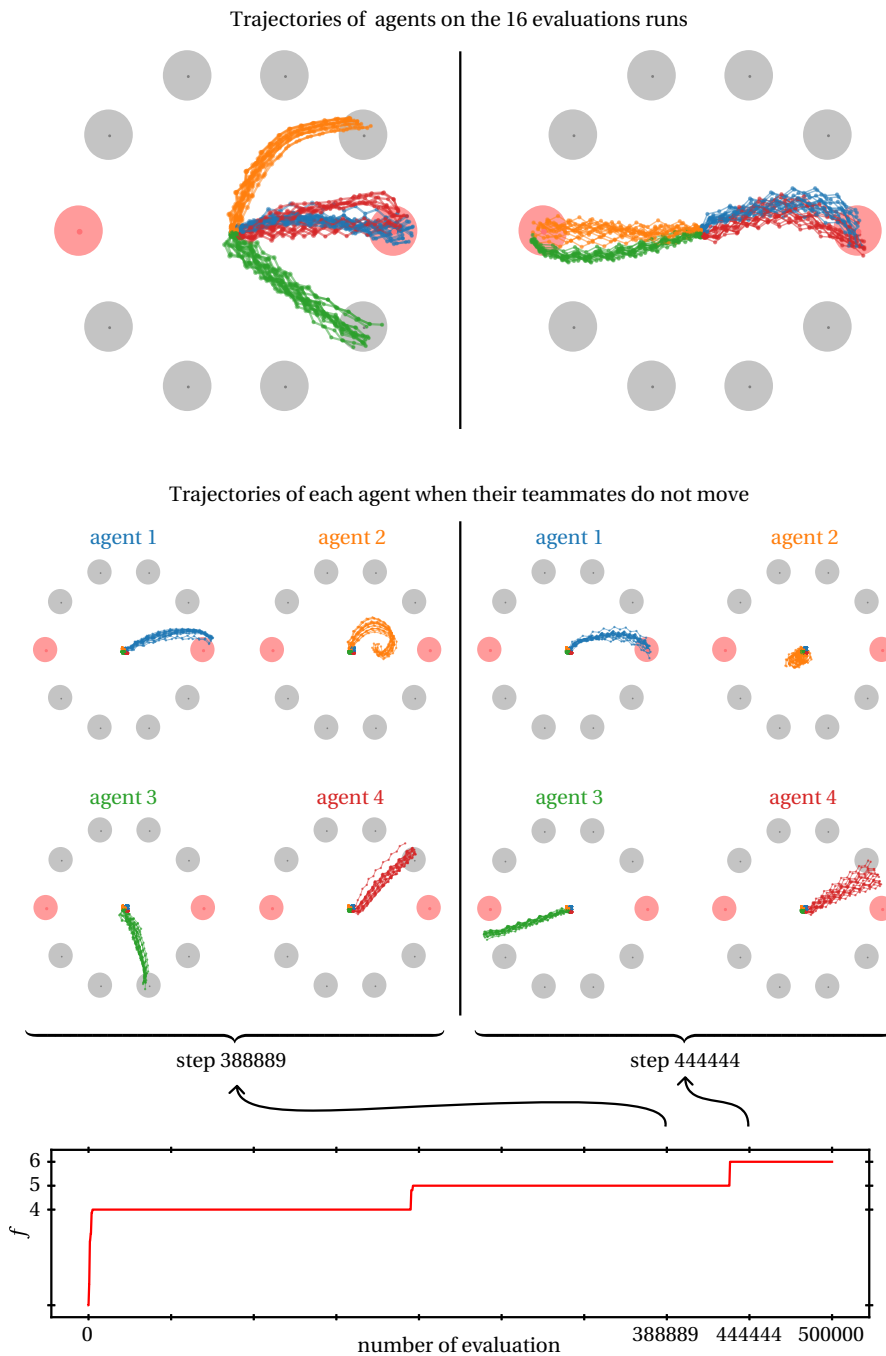 Trajectories of agents on the 16 evaluations runs
Trajectories of each agent when their teammates do not move
agent 1
agent 2
agent 1
agent 2
agent 3
agent 4
agent 3
agent 4
step 388889
step 444444
6
5
4
f
0
388889
444444
500000
number of evaluation